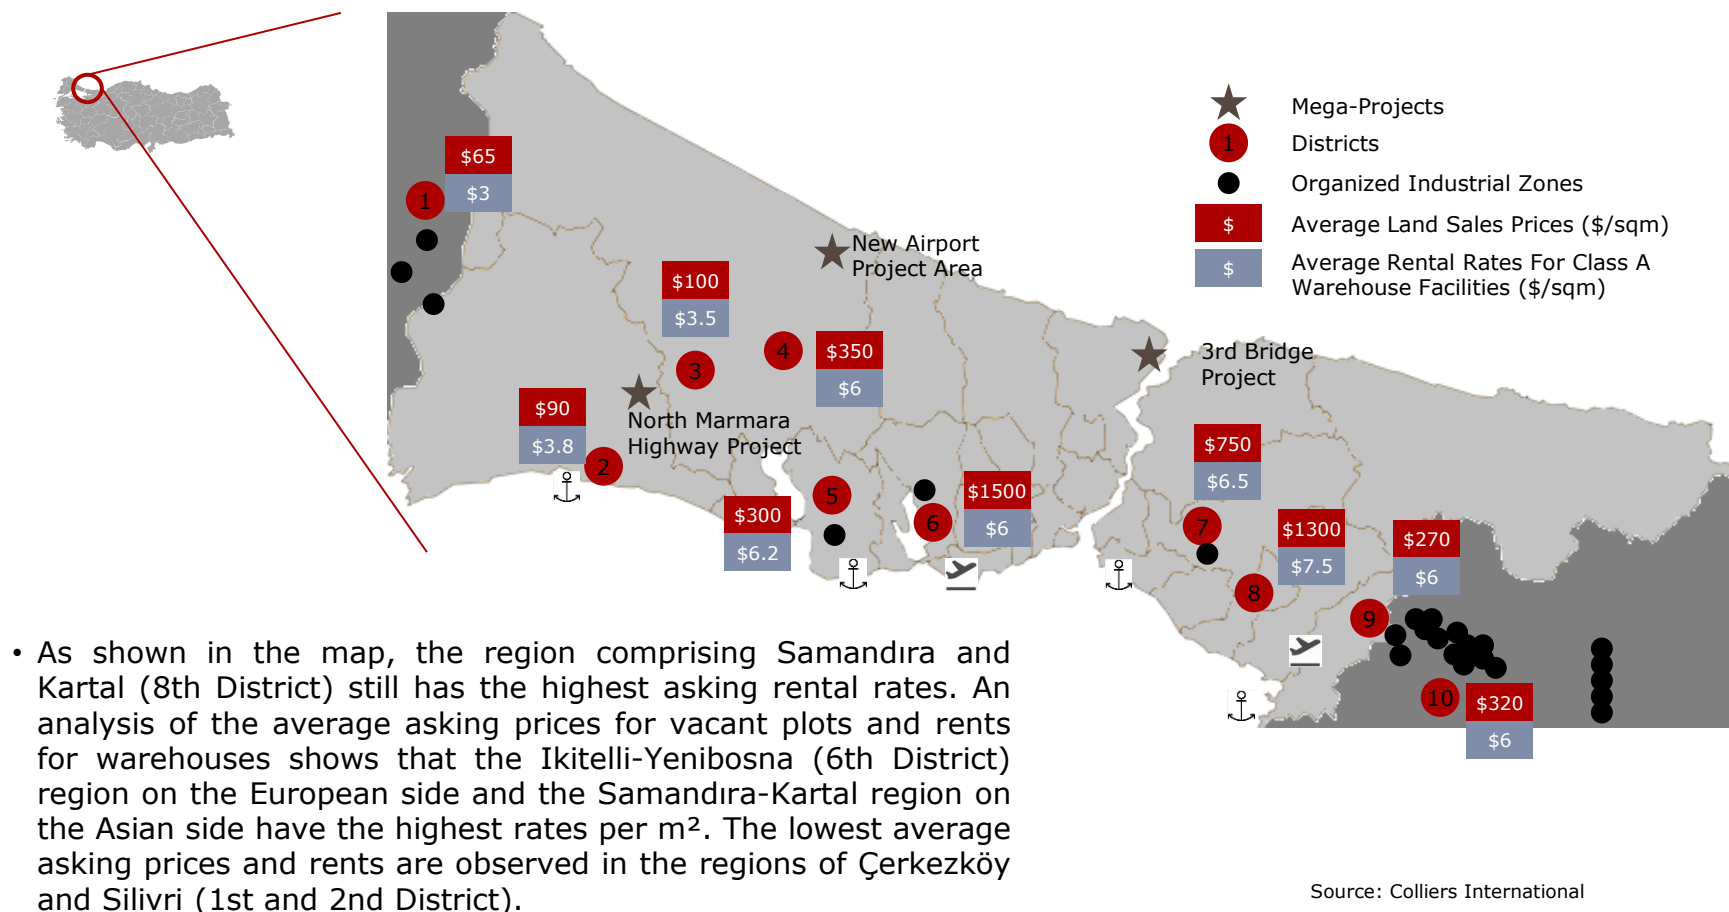 Mega-Projects
1
Districts
Organized Industrial Zones
$
Average Land Sales Prices ($/sqm)
$
Average Rental Rates For Class A
Warehouse Facilities ($/sqm)
$65
$3
1
New Airport
Project Area
$100
$3.5
3
4
$350
$6
3rd Bridge
Project
$90
$3.8
2
North Marmara
Highway Project
$300
$6.2
5
6
$1500
$6
$750
$6.5
7
$1300
$7.5
8
$270
$6
9
10
$320
$6
• As shown in the map, the region comprising Samandıra and
Kartal (8th District) still has the highest asking rental rates. An
analysis of the average asking prices for vacant plots and rents
for warehouses shows that the Ikitelli-Yenibosna (6th District)
region on the European side and the Samandıra-Kartal region on
the Asian side have the highest rates per m². The lowest average
asking prices and rents are observed in the regions of Çerkezköy
and Silivri (1st and 2nd District).
Source: Colliers International